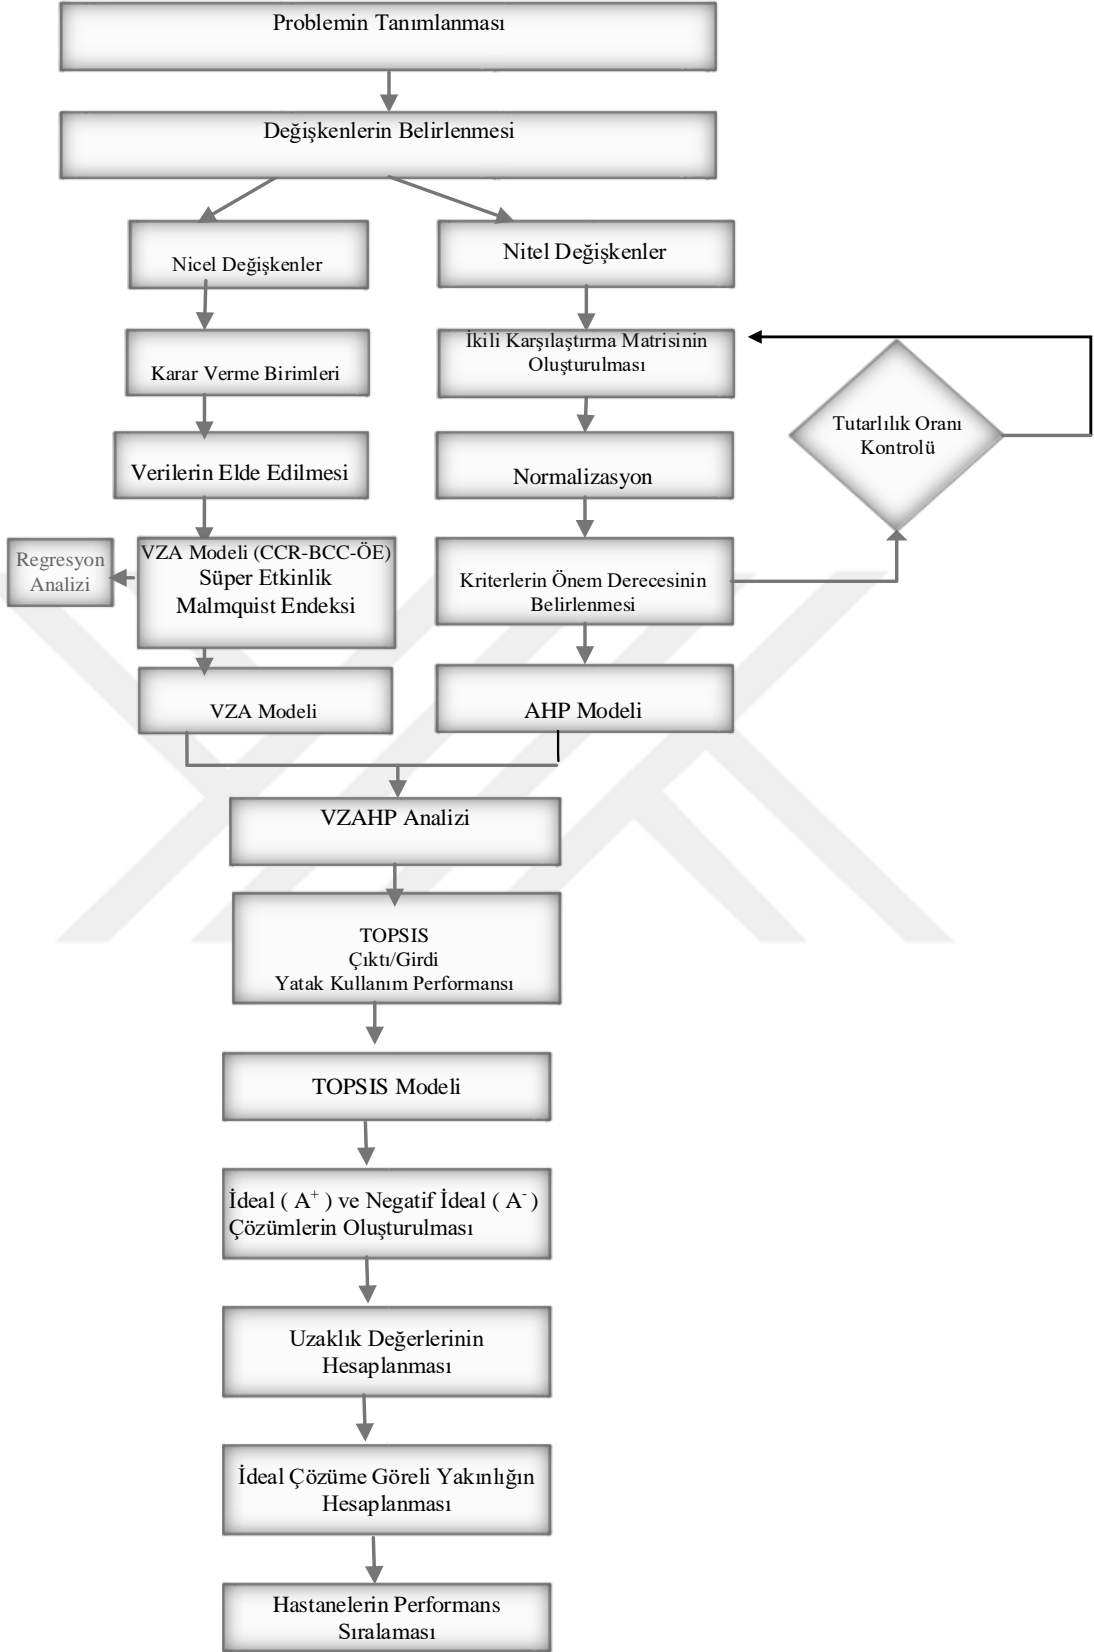 Problemin Tanımlanması
Değişkenlerin Belirlenmesi
Nicel Değişkenler
Nitel Değişkenler
Karar Verme Birimleri
İkili Karşılaştırma Matrisinin
Oluşturulması
Tutarlılık Oranı
Kontrolü
Verilerin Elde Edilmesi
Normalizasyon
Regresyon
Analizi
VZA Modeli (CCR-BCC-ÖE)
Süper Etkinlik
Malmquist Endeksi
Kriterlerin Önem Derecesinin
Belirlenmesi
VZA Modeli
AHP Modeli
VZAHP Analizi
TOPSIS
Çıktı/Girdi
Yatak Kullanım Performansı
TOPSIS Modeli
İdeal ( A⁺ ) ve Negatif İdeal ( A⁻ )
Çözümlerin Oluşturulması
Uzaklık Değerlerinin
Hesaplanması
İdeal Çözüme Göreli Yakınlığın
Hesaplanması
Hastanelerin Performans
Sıralaması